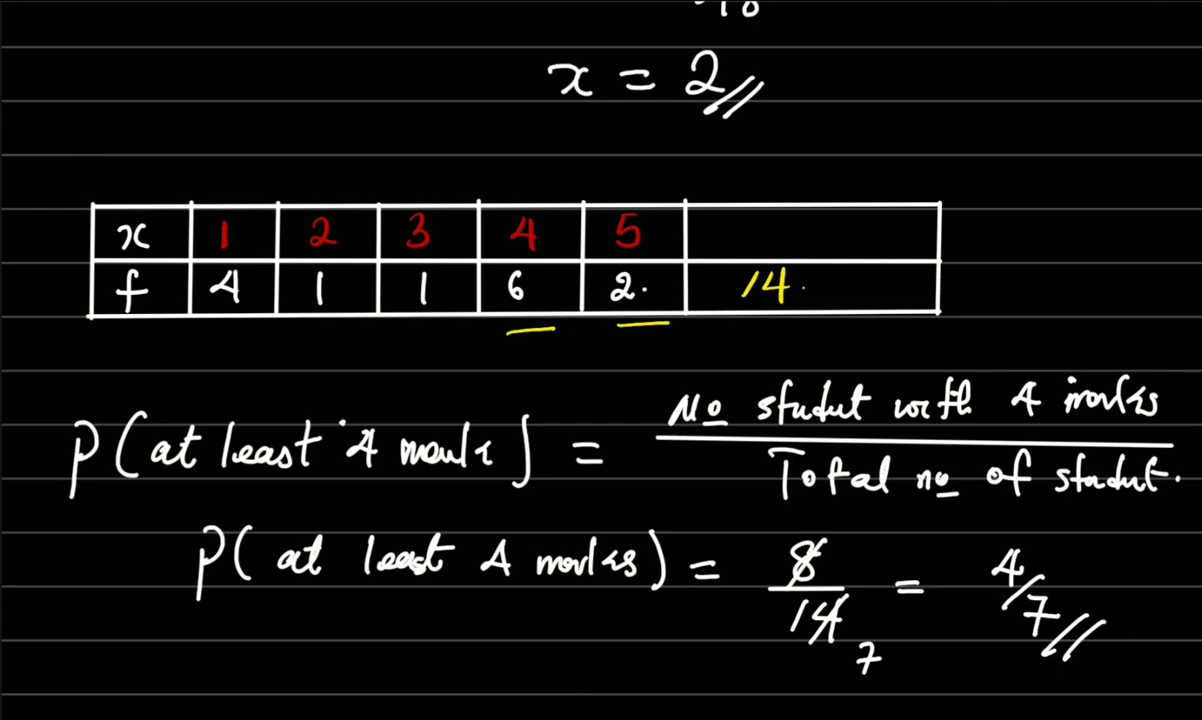 x = 2//
x 1 2 3 4 5
f 4 1 1 6 2. 14.
P(at least 4 marks) = No student with 4 marks / Total no of student.
P(at least 4 marks) = 8/14 = 4/7//
7